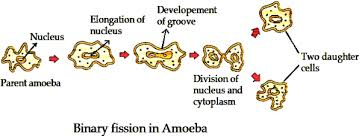 Nucleus
Parent amoeba
Elongation of
nucleus
Developement
of groove
Division of
nucleus and
cytoplasm
Two daughter
cells
Binary fission in Amoeba